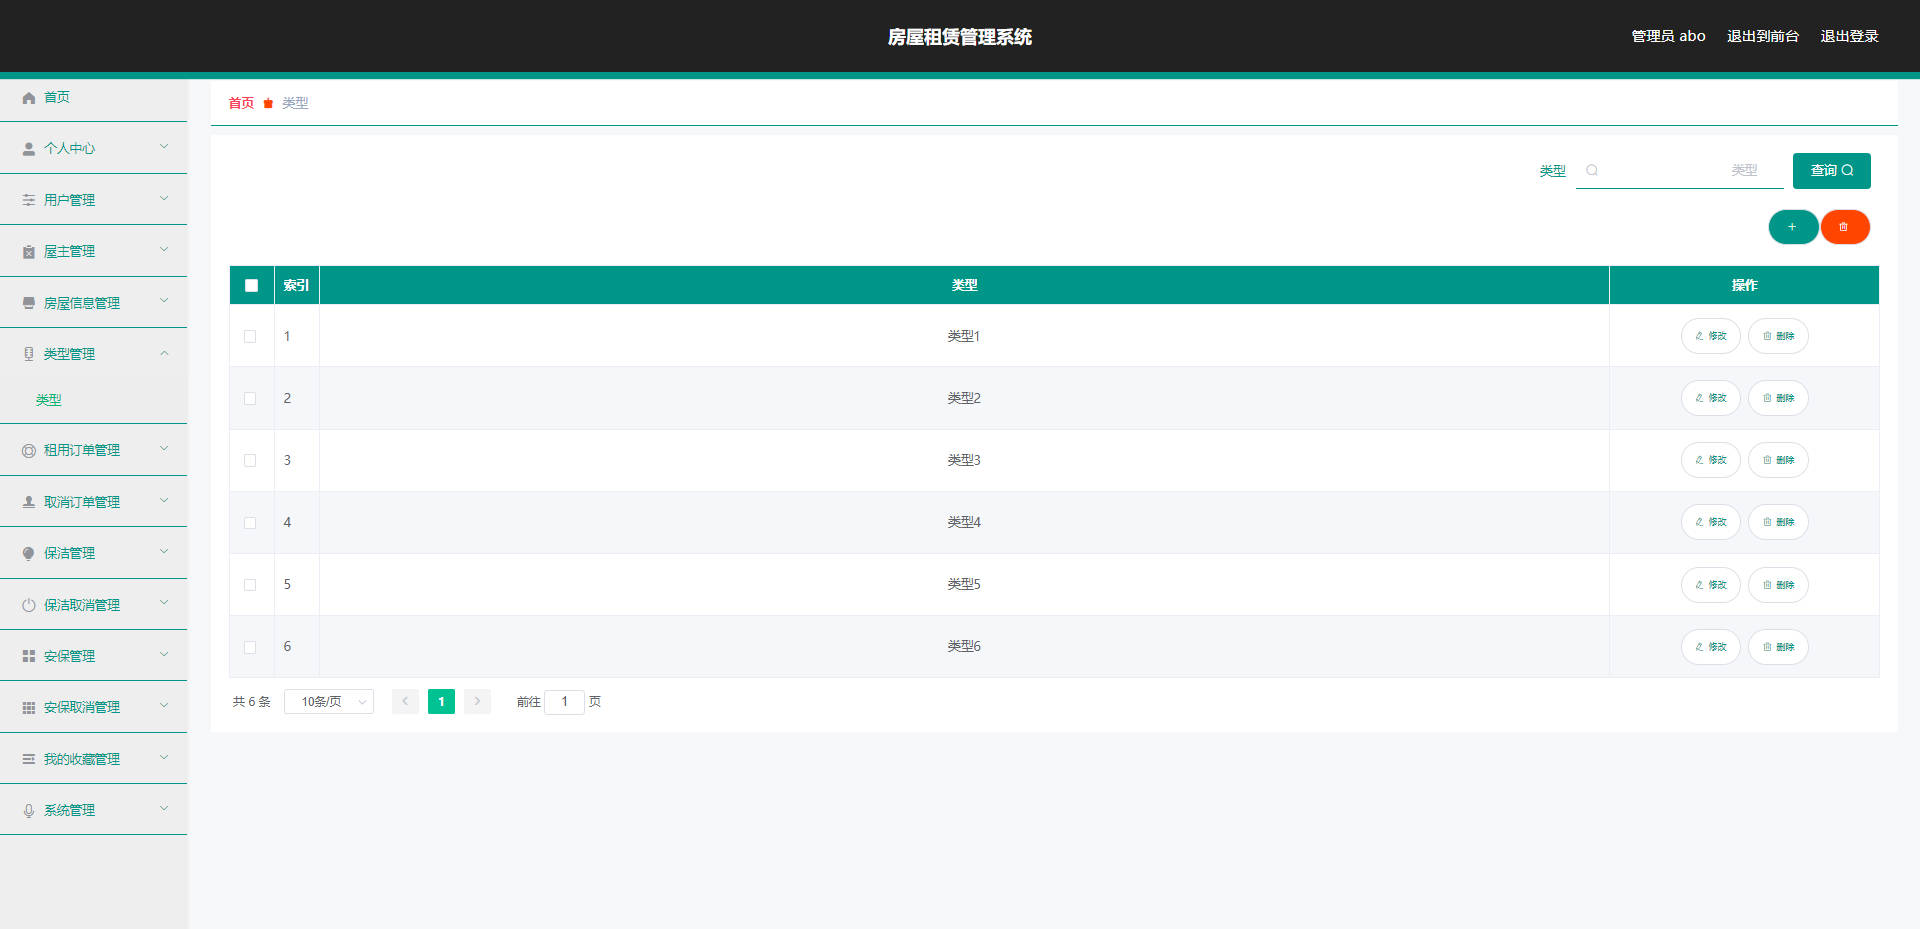 房屋租赁管理系统
管理员 abo 退出到前台 退出登录
首页
个人中心
用户管理
屋主管理
房屋信息管理
类型管理
类型
租用订单管理
取消订单管理
保洁管理
保洁取消管理
安保管理
安保取消管理
我的收藏管理
系统管理
首页 类型
类型 类型 查询
索引 类型 操作
1 类型1 修改 删除
2 类型2 修改 删除
3 类型3 修改 删除
4 类型4 修改 删除
5 类型5 修改 删除
6 类型6 修改 删除
共 6 条 10条/页 1 前往 1 页